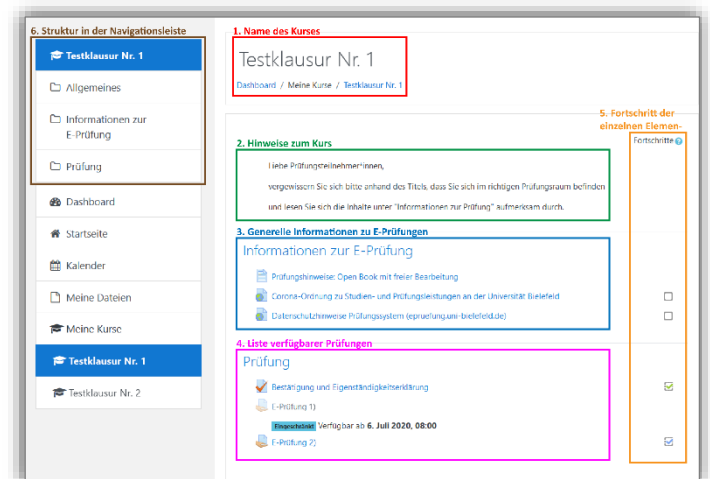 6. Struktur in der Navigationsleiste
Testklausur Nr. 1
Allgemeines
Informationen zur
E-Prüfung
Prüfung
Dashboard
Startseite
Kalender
Meine Dateien
Meine Kurse
Testklausur Nr. 1
Testklausur Nr. 2
1. Name des Kurses
Testklausur Nr. 1
Dashboard / Meine Kurse / Testklausur Nr. 1
5. Fortschritt der
einzelnen Elemen-
Fortschritte
2. Hinweise zum Kurs
Liebe Prüfungsteilnehmer*innen,
vergewissern Sie sich bitte anhand des Titels, dass Sie sich im richtigen Prüfungsraum befinden
und lesen Sie sich die Inhalte unter "Informationen zur Prüfung" aufmerksam durch.
3. Generelle Informationen zu E-Prüfungen
Informationen zur E-Prüfung
Prüfungshinweise: Open Book mit freier Bearbeitung
Corona-Ordnung zu Studien- und Prüfungsleistungen an der Universität Bielefeld
Datenschutzhinweise Prüfungssystem (epruefung.uni-bielefeld.de)
4. Liste verfügbarer Prüfungen
Prüfung
Bestätigung und Eigenständigkeitserklärung
E-Prüfung 1)
Eingeschränkt Verfügbar ab 6. Juli 2020, 08:00
E-Prüfung 2)